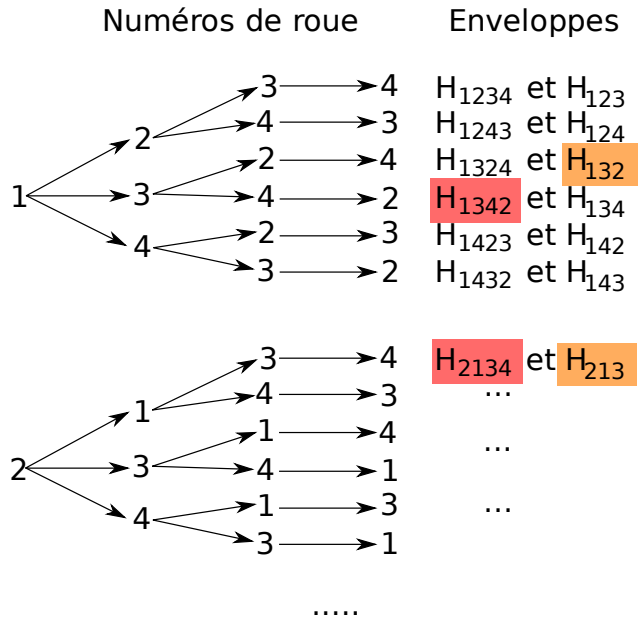 Numéros de roue Enveloppes
3 4 H1234 et H123
2 4 3 H1243 et H124
2 4 H1324 et H132
1 3 4 2 H1342 et H134
4 2 3 H1423 et H142
3 2 H1432 et H143
3 4 H2134 et H213
1 4 3 ...
1 4 ...
2 3 4 1
4 1 3 ...
3 1
.....